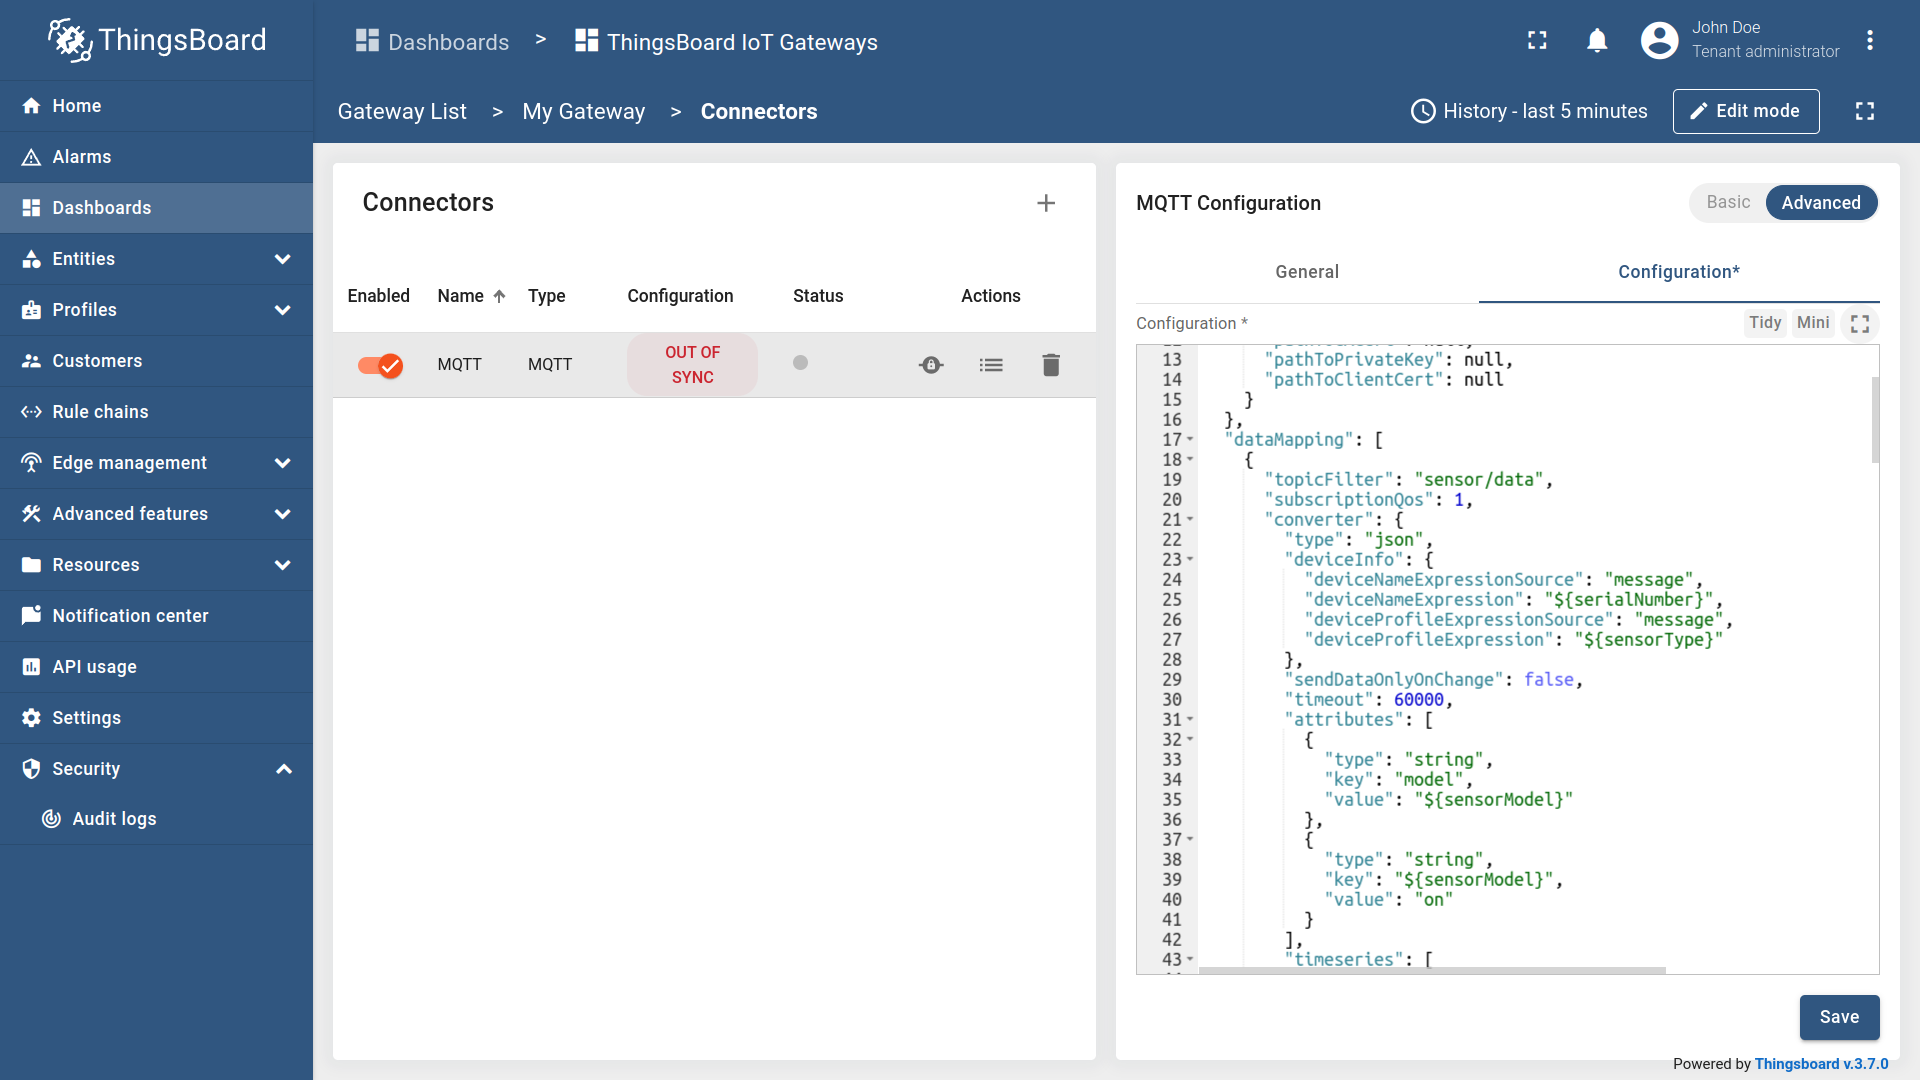 ThingsBoard
Dashboards > ThingsBoard IoT Gateways
John Doe
Tenant administrator
Gateway List > My Gateway > Connectors
History - last 5 minutes
Edit mode
Home
Alarms
Dashboards
Entities
Profiles
Customers
Rule chains
Edge management
Advanced features
Resources
Notification center
API usage
Settings
Security
Audit logs
Connectors
Enabled Name Type Configuration Status Actions
MQTT MQTT OUT OF
SYNC
MQTT Configuration
Basic Advanced
General Configuration*
Configuration *
Tidy Mini
13 "pathToPrivateKey": null,
14 "pathToClientCert": null
15 }
16 },
17 "dataMapping": [
18 {
19 "topicFilter": "sensor/data",
20 "subscriptionQos": 1,
21 "converter": {
22 "type": "json",
23 "deviceInfo": {
24 "deviceNameExpressionSource": "message",
25 "deviceNameExpression": "${serialNumber}",
26 "deviceProfileExpressionSource": "message",
27 "deviceProfileExpression": "${sensorType}"
28 },
29 "sendDataOnlyOnChange": false,
30 "timeout": 60000,
31 "attributes": [
32 {
33 "type": "string",
34 "key": "model",
35 "value": "${sensorModel}"
36 },
37 {
38 "type": "string",
39 "key": "${sensorModel}",
40 "value": "on"
41 }
42 ],
43 "timeseries": [
Save
Powered by Thingsboard v.3.7.0